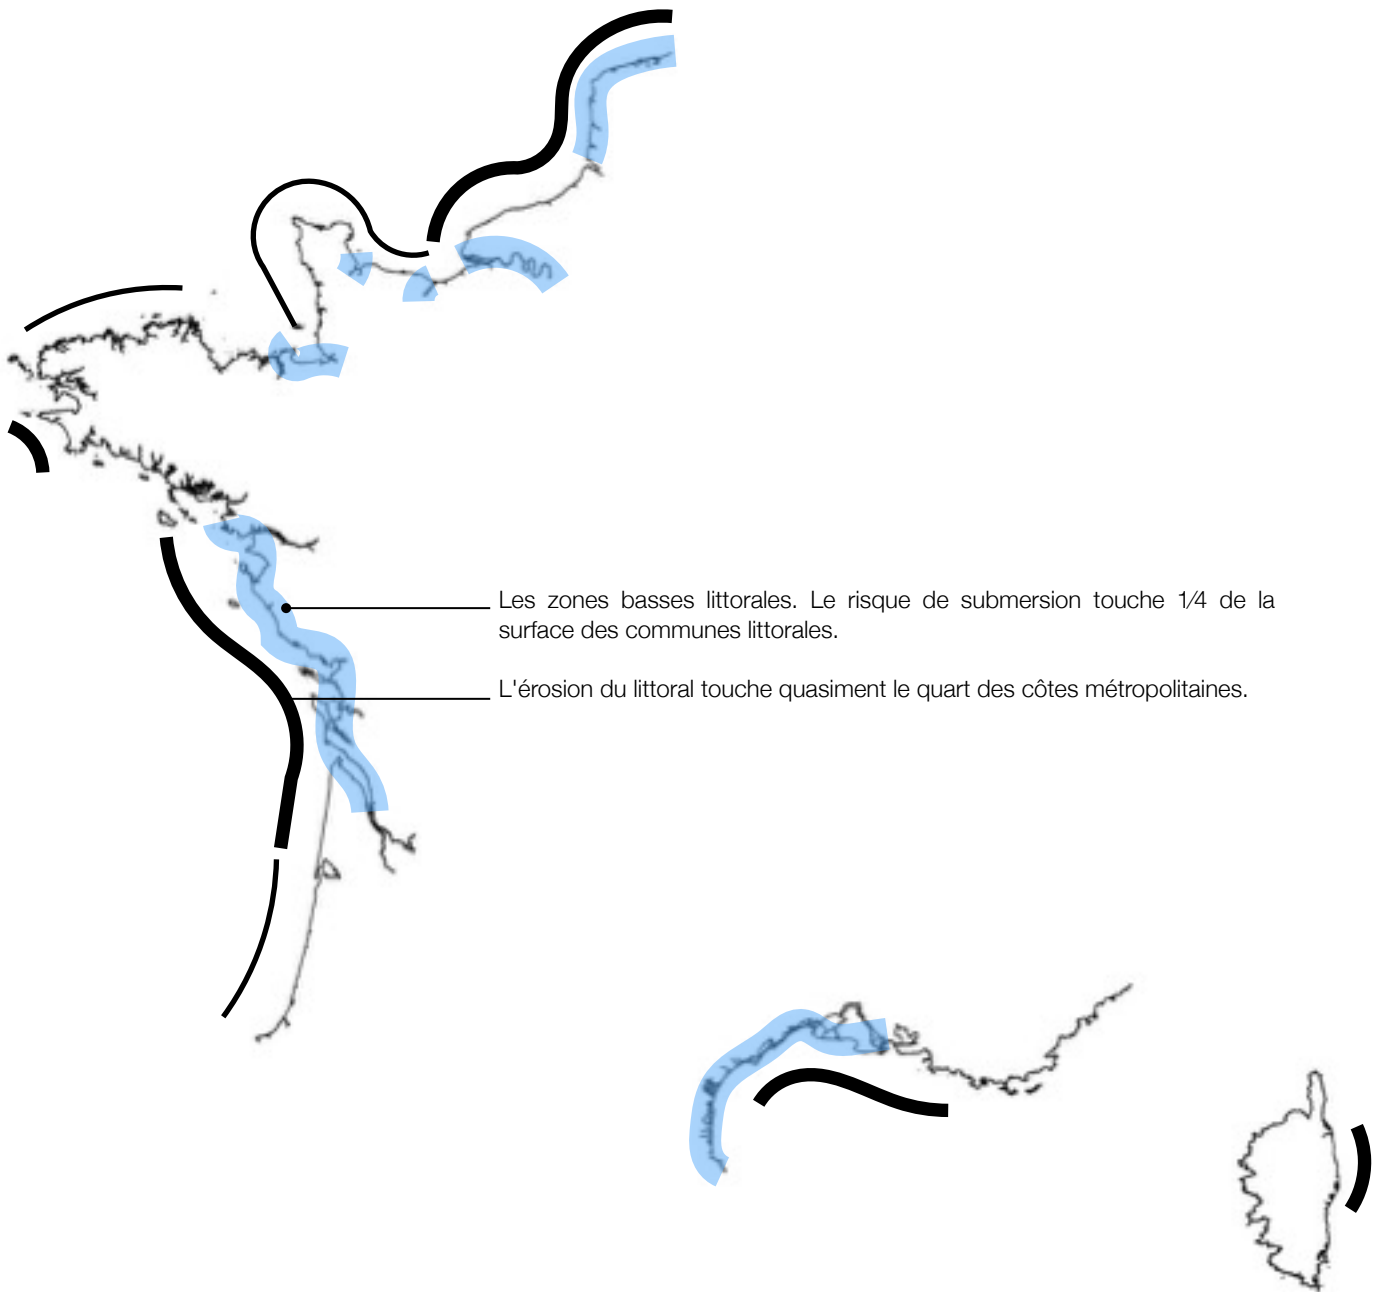 Les zones basses littorales. Le risque de submersion touche 1/4 de la
surface des communes littorales.
L'érosion du littoral touche quasiment le quart des côtes métropolitaines.